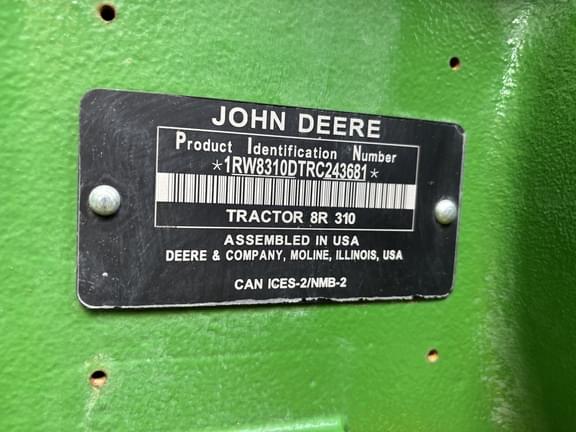 JOHN DEERE
Product Identification Number
*1RW8310DTRC243681*
TRACTOR 8R 310
ASSEMBLED IN USA
DEERE & COMPANY, MOLINE, ILLINOIS, USA
CAN ICES-2/NMB-2